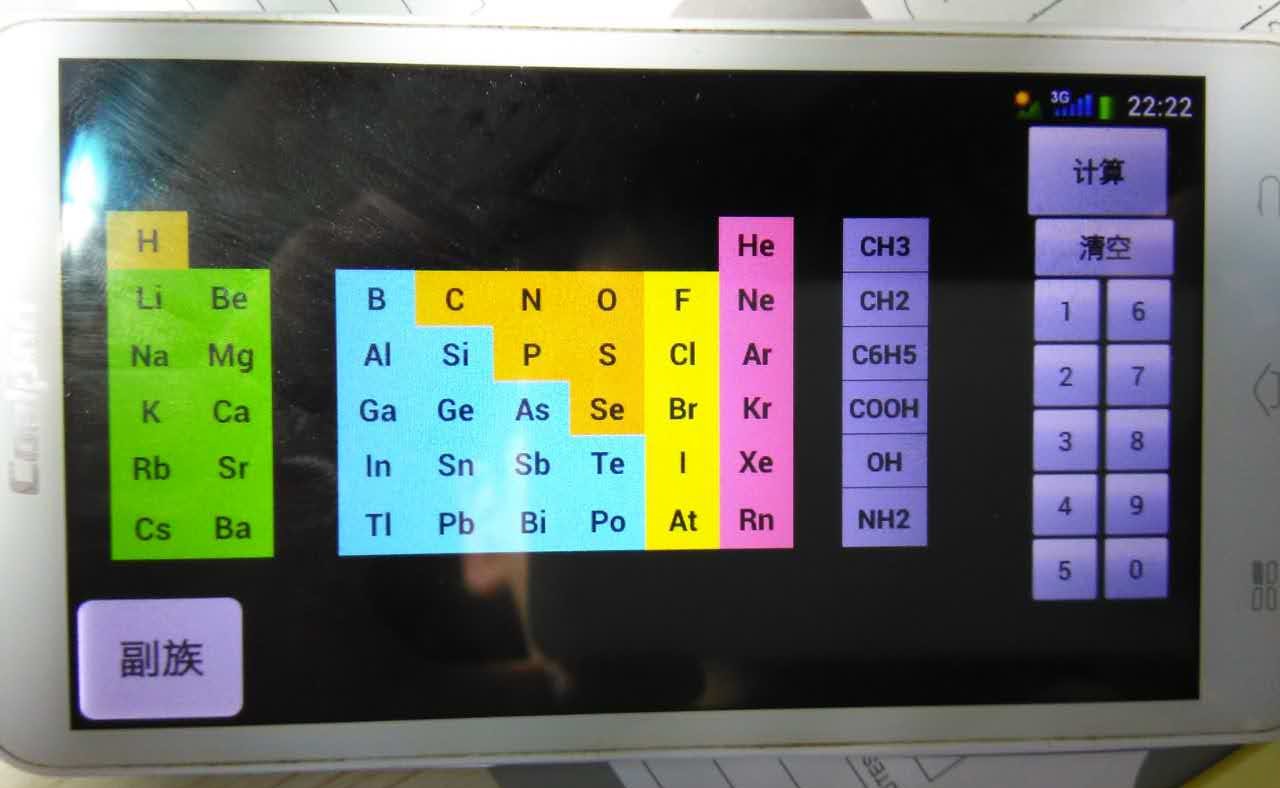 3G 22:22
计算
清空
H He CH3
Li Be B C N O F Ne CH2 1 6
Na Mg Al Si P S Cl Ar C6H5 2 7
K Ca Ga Ge As Se Br Kr COOH 3 8
Rb Sr In Sn Sb Te I Xe OH 4 9
Cs Ba Tl Pb Bi Po At Rn NH2 5 0
副族
Coolpad
UTES